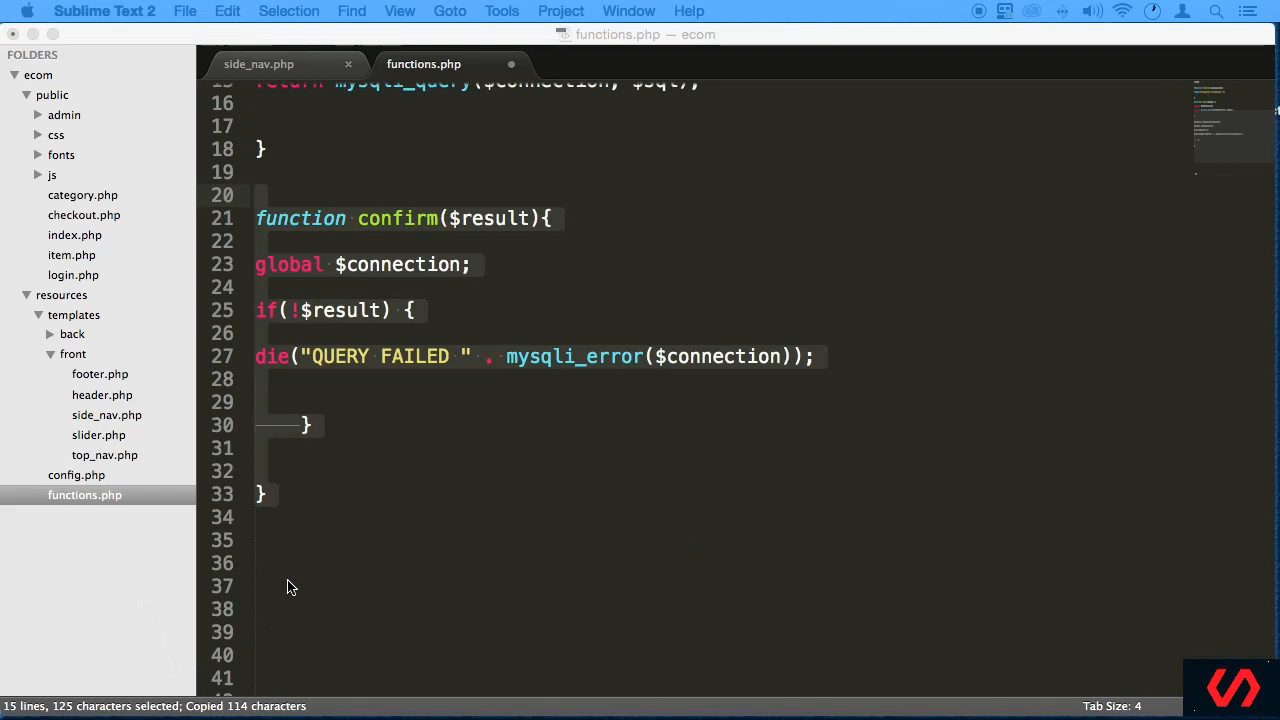 Sublime Text 2 File Edit Selection Find View Goto Tools Project Window Help
functions.php — ecom
FOLDERS
ecom
public
admin
css
fonts
js
category.php
checkout.php
index.php
item.php
login.php
resources
templates
back
front
footer.php
header.php
side_nav.php
slider.php
top_nav.php
config.php
functions.php
side_nav.php × functions.php
15 return mysqli_query($connection, $sql);
16
17
18 }
19
20
21 function confirm($result){
22
23 global $connection;
24
25 if(!$result) {
26
27 die("QUERY FAILED " . mysqli_error($connection));
28
29
30 }
31
32
33 }
34
35
36
37
38
39
40
41
15 lines, 125 characters selected; Copied 114 characters Tab Size: 4